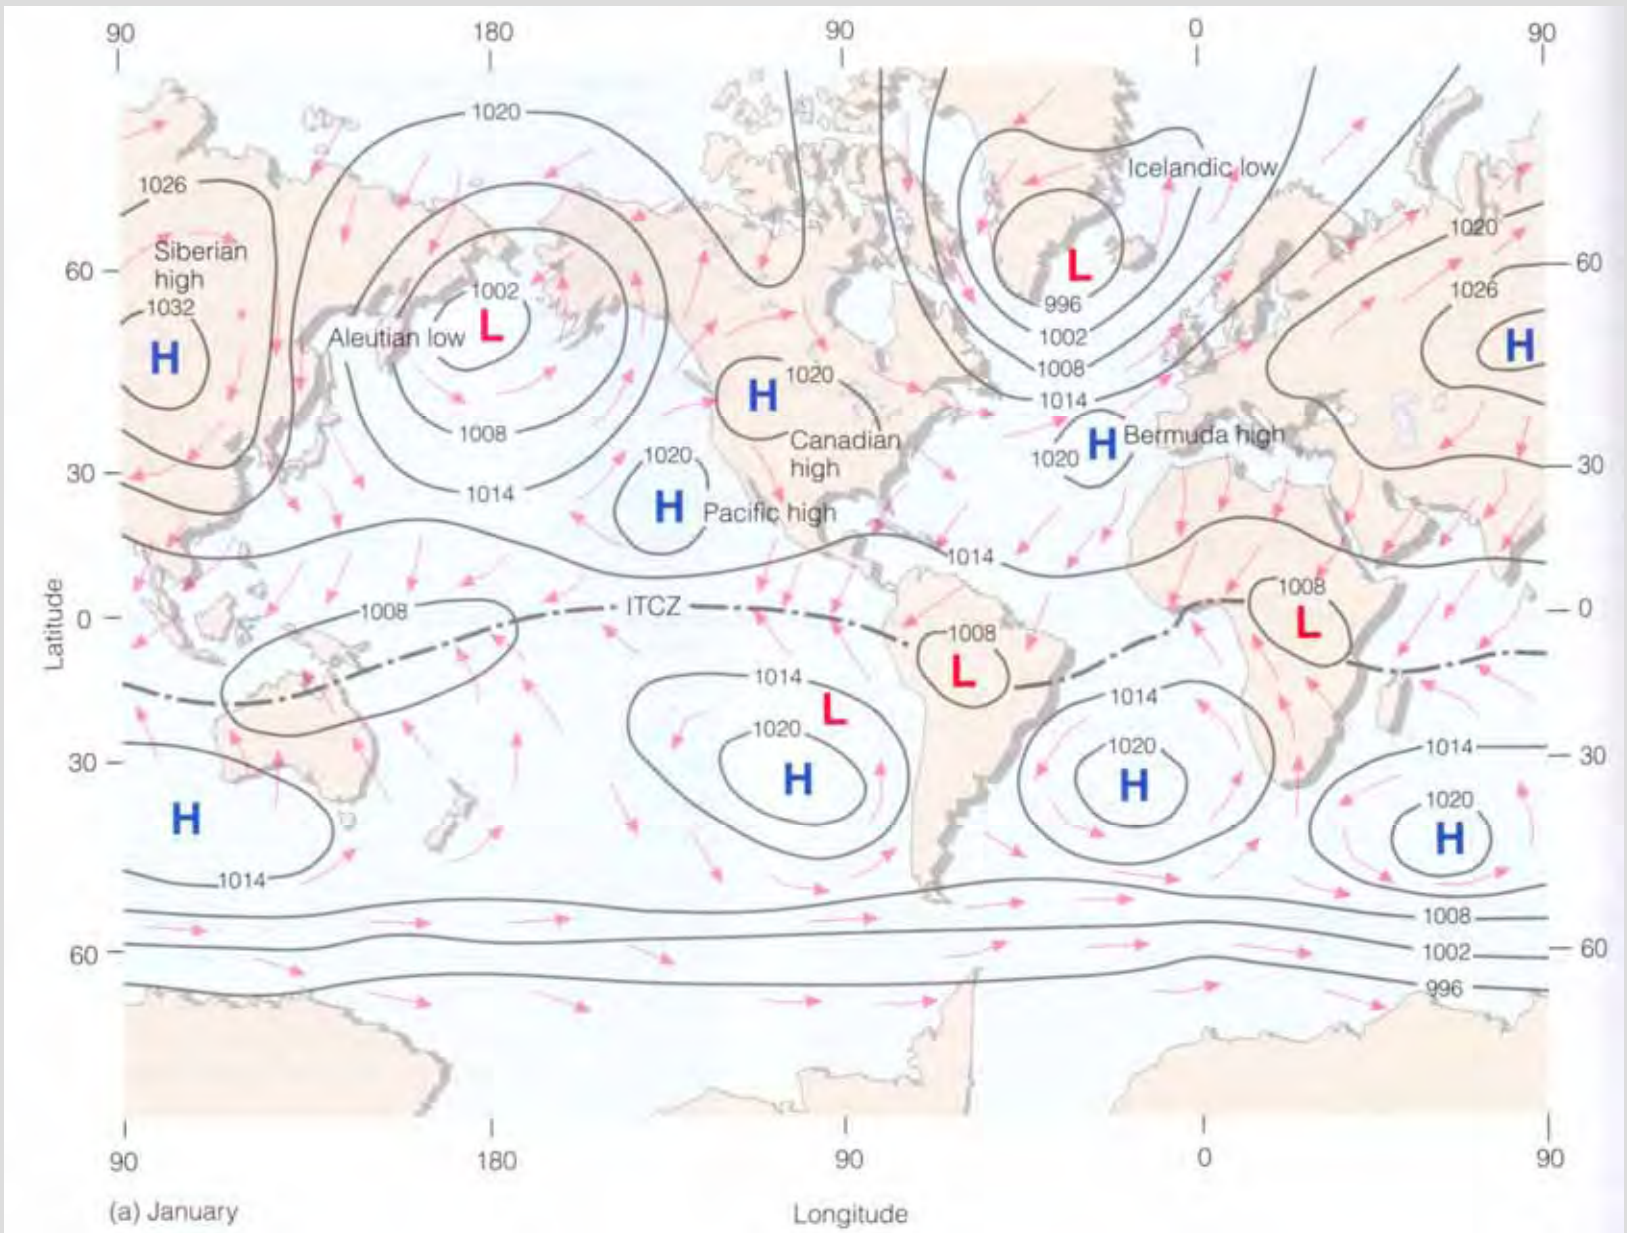 90 180 90 0 90
1020
Icelandic low
1026
1020
Siberian
high
60
L
60
1002
996
1026
1032
L
Aleutian low
1002
H
H
1008
1020
H
1014
1008
Canadian
high
H
Bermuda high
1020
1020
30
30
1014
H
Pacific high
1014
Latitude
1008
ITCZ
1008
0
0
L
1008
L
1014
1014
L
1020
1020
1014
30
30
H
H
1020
H
H
1014
1008
1002
60
60
996
90 180 90 0 90
(a) January
Longitude